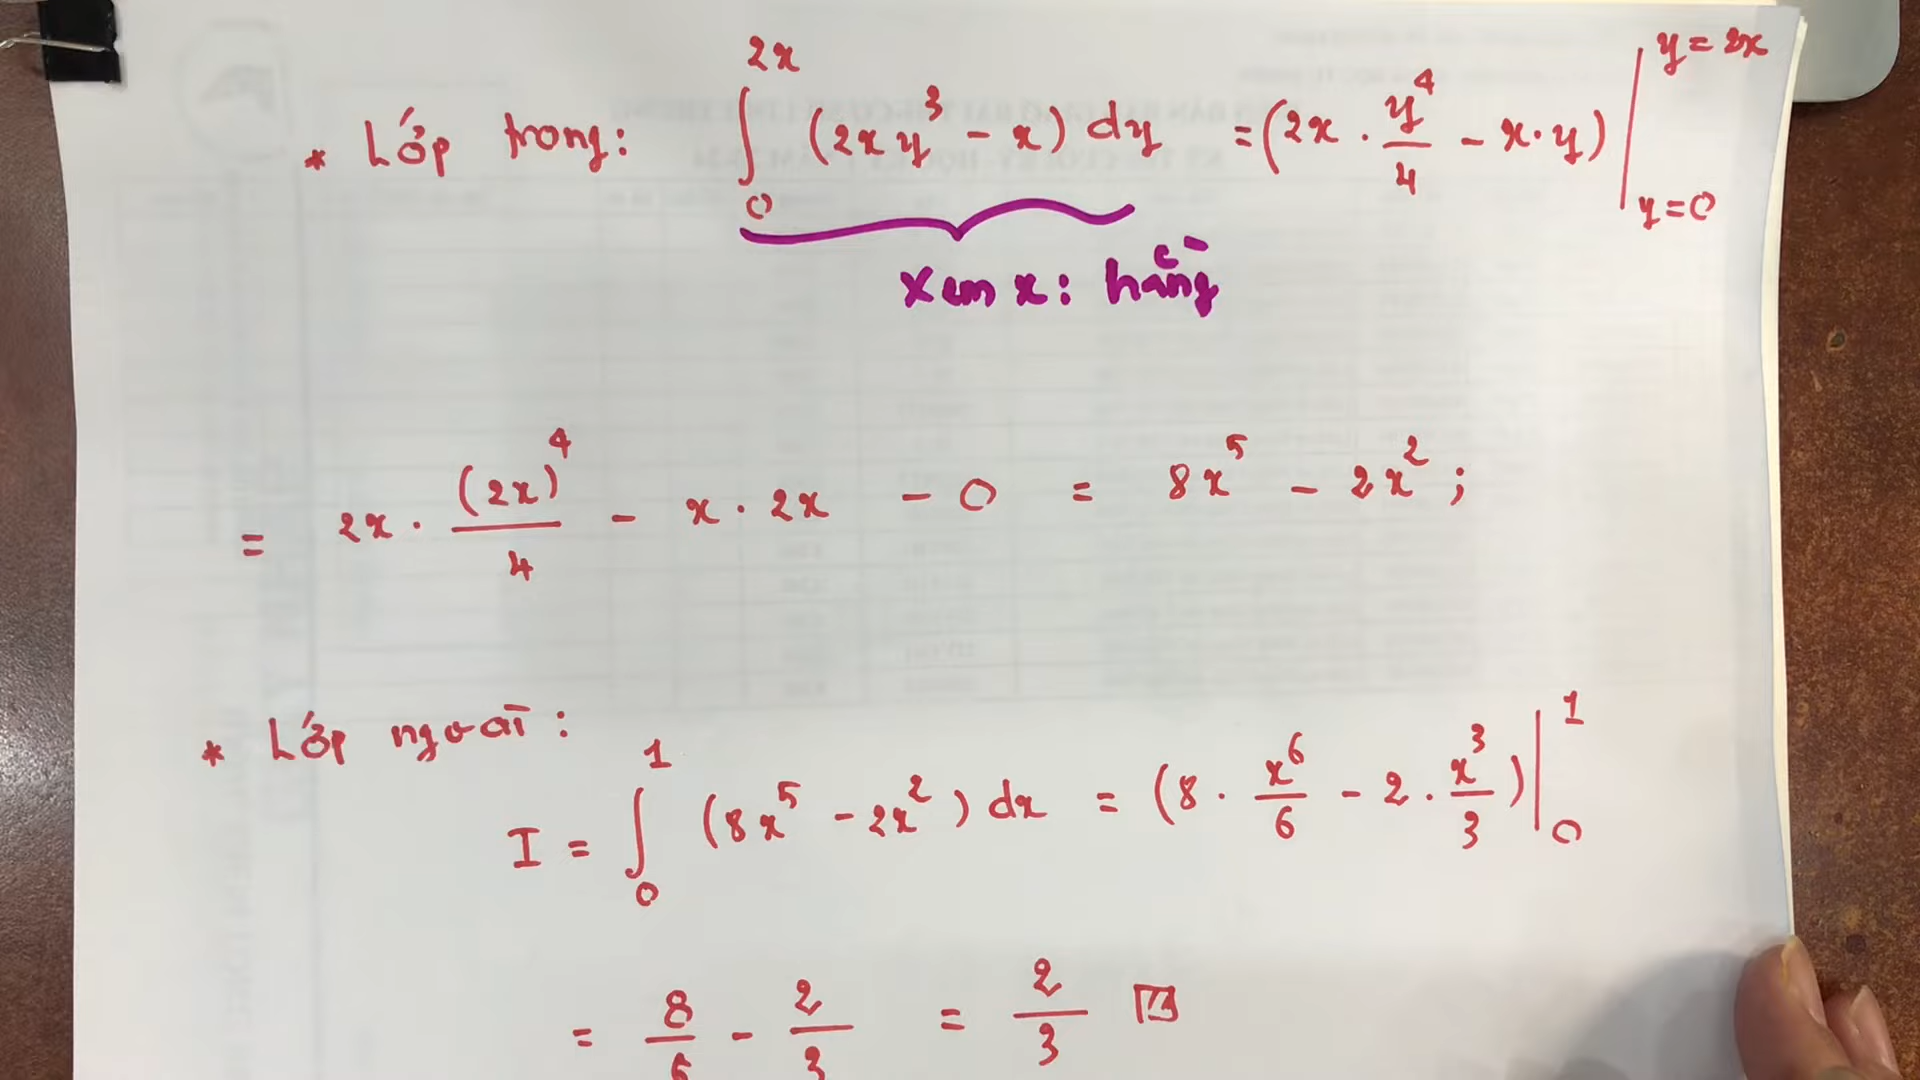 * Lớp trong: ∫₀^{2x} (2xy³ - x) dy = (2x · y⁴/4 - x·y) |_{y=0}^{y=2x}
Xem x: hằng
= 2x · (2x)⁴/4 - x · 2x - 0 = 8x⁵ - 2x² ;
* Lớp ngoài:
I = ∫₀¹ (8x⁵ - 2x²) dx = (8 · x⁶/6 - 2 · x³/3) |₀¹
= 8/6 - 2/3 = 2/3